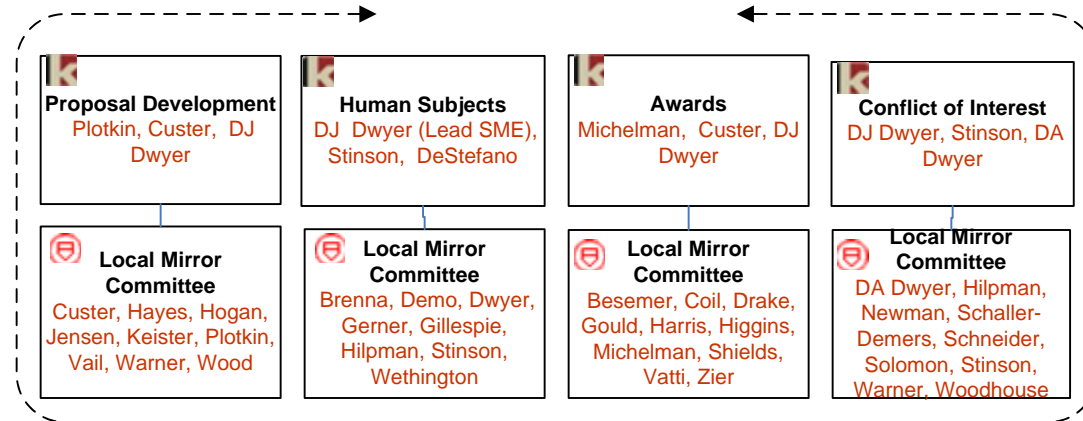 Proposal Development
Plotkin, Custer, DJ
Dwyer
Human Subjects
DJ Dwyer (Lead SME),
Stinson, DeStefano
Awards
Michelman, Custer, DJ
Dwyer
Conflict of Interest
DJ Dwyer, Stinson, DA
Dwyer
Local Mirror
Committee
Custer, Hayes, Hogan,
Jensen, Keister, Plotkin,
Vail, Warner, Wood
Local Mirror
Committee
Brenna, Demo, Dwyer,
Gerner, Gillespie,
Hilpman, Stinson,
Wethington
Local Mirror
Committee
Besemer, Coil, Drake,
Gould, Harris, Higgins,
Michelman, Shields,
Vatti, Zier
Local Mirror
Committee
DA Dwyer, Hilpman,
Newman, Schaller-
Demers, Schneider,
Solomon, Stinson,
Warner, Woodhouse